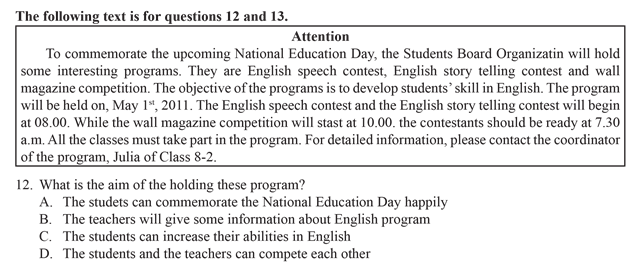 The following text is for questions 12 and 13.
Attention
To commemorate the upcoming National Education Day, the Students Board Organizatin will hold
some interesting programs. They are English speech contest, English story telling contest and wall
magazine competition. The objective of the programs is to develop students' skill in English. The program
will be held on, May 1st, 2011. The English speech contest and the English story telling contest will begin
at 08.00. While the wall magazine competition will stast at 10.00. the contestants should be ready at 7.30
a.m. All the classes must take part in the program. For detailed information, please contact the coordinator
of the program, Julia of Class 8-2.
12. What is the aim of the holding these program?
A. The studets can commemorate the National Education Day happily
B. The teachers will give some information about English program
C. The students can increase their abilities in English
D. The students and the teachers can compete each other